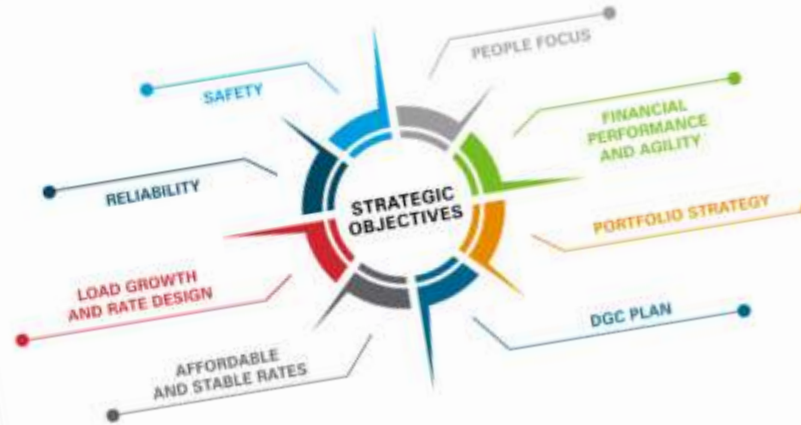 PEOPLE FOCUS
SAFETY
FINANCIAL
PERFORMANCE
AND AGILITY
RELIABILITY
STRATEGIC
OBJECTIVES
PORTFOLIO STRATEGY
LOAD GROWTH
AND RATE DESIGN
DGC PLAN
AFFORDABLE
AND STABLE RATES